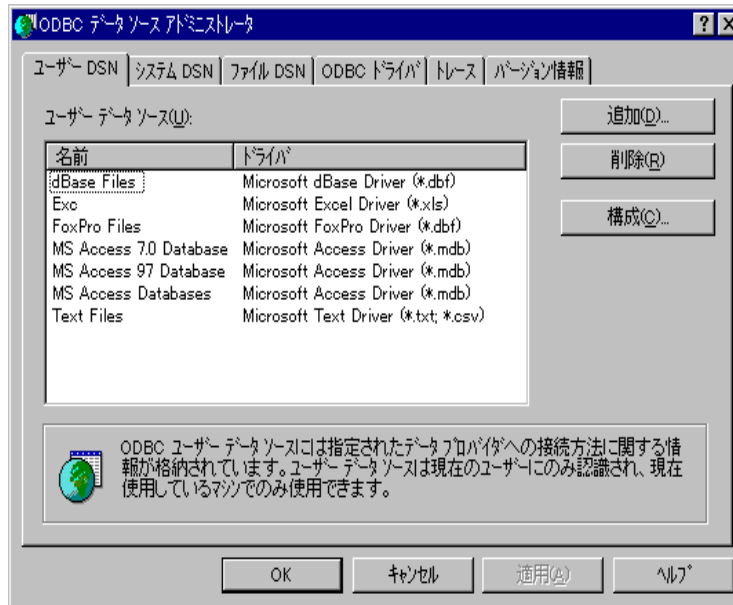 ODBC ﾃﾞｰﾀ ｿｰｽ ｱﾄﾞﾐﾆｽﾄﾚｰﾀ
ﾕｰｻﾞｰ DSN ｼｽﾃﾑ DSN ﾌｧｲﾙ DSN ODBC ﾄﾞﾗｲﾊﾞ ﾄﾚｰｽ ﾊﾞｰｼﾞｮﾝ情報
ﾕｰｻﾞｰ ﾃﾞｰﾀ ｿｰｽ(U):
追加(D)...
名前 ﾄﾞﾗｲﾊﾞ
削除(R)
dBase Files Microsoft dBase Driver (*.dbf)
Exc Microsoft Excel Driver (*.xls)
構成(C)...
FoxPro Files Microsoft FoxPro Driver (*.dbf)
MS Access 7.0 Database Microsoft Access Driver (*.mdb)
MS Access 97 Database Microsoft Access Driver (*.mdb)
MS Access Databases Microsoft Access Driver (*.mdb)
Text Files Microsoft Text Driver (*.txt; *.csv)
ODBC ﾕｰｻﾞｰ ﾃﾞｰﾀ ｿｰｽには指定されたﾃﾞｰﾀ ﾌﾟﾛﾊﾞｲﾀﾞへの接続方法に関する情
報が格納されています。ﾕｰｻﾞｰ ﾃﾞｰﾀ ｿｰｽは現在のﾕｰｻﾞｰにのみ認識され、現在
使用しているﾏｼﾝでのみ使用できます。
OK ｷｬﾝｾﾙ 適用(A) ﾍﾙﾌﾟ